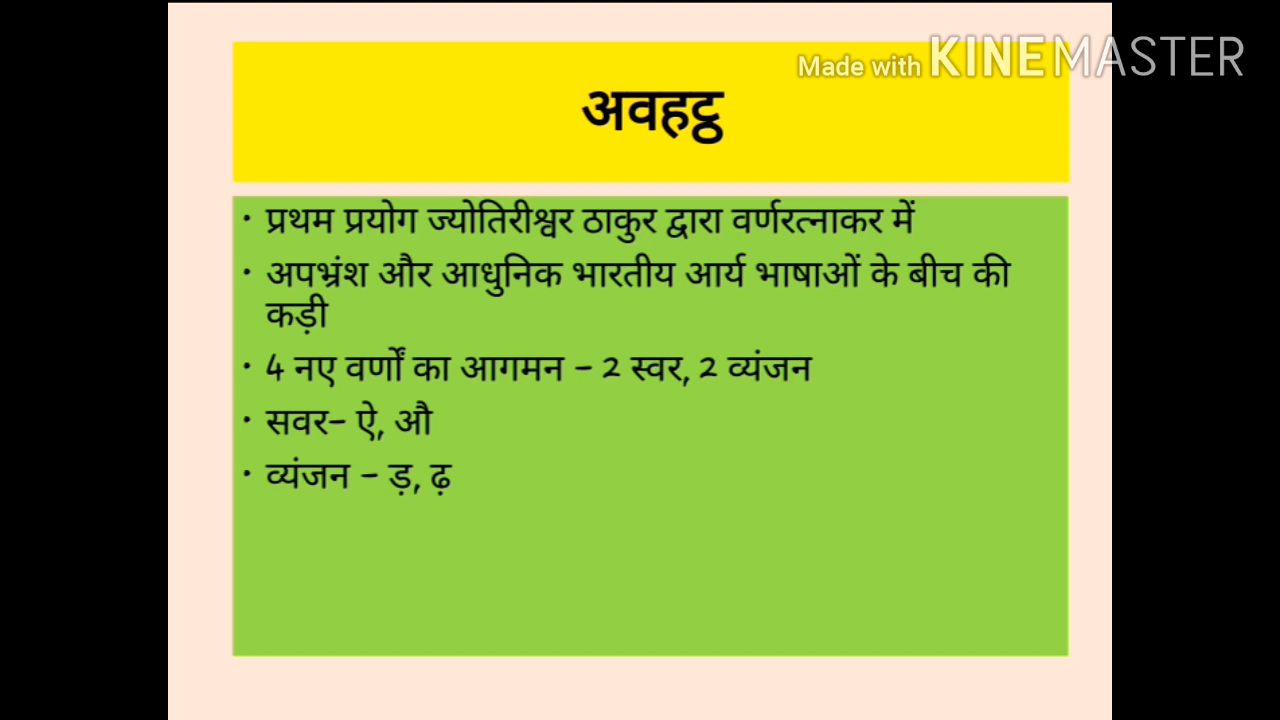 Made with KINEMASTER
अवहट्ठ
• प्रथम प्रयोग ज्योतिरीश्वर ठाकुर द्वारा वर्णरत्नाकर में
• अपभ्रंश और आधुनिक भारतीय आर्य भाषाओं के बीच की
कड़ी
• 4 नए वर्णों का आगमन – 2 स्वर, 2 व्यंजन
• सवर– ऐ, औ
• व्यंजन – ड़, ढ़